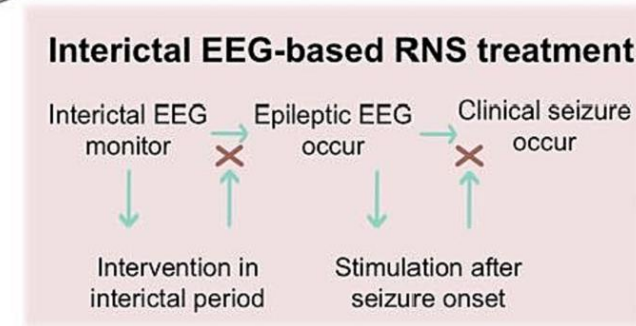 Interictal EEG-based RNS treatment
Interictal EEG
monitor
Epileptic EEG
occur
Clinical seizure
occur
Intervention in
interictal period
Stimulation after
seizure onset